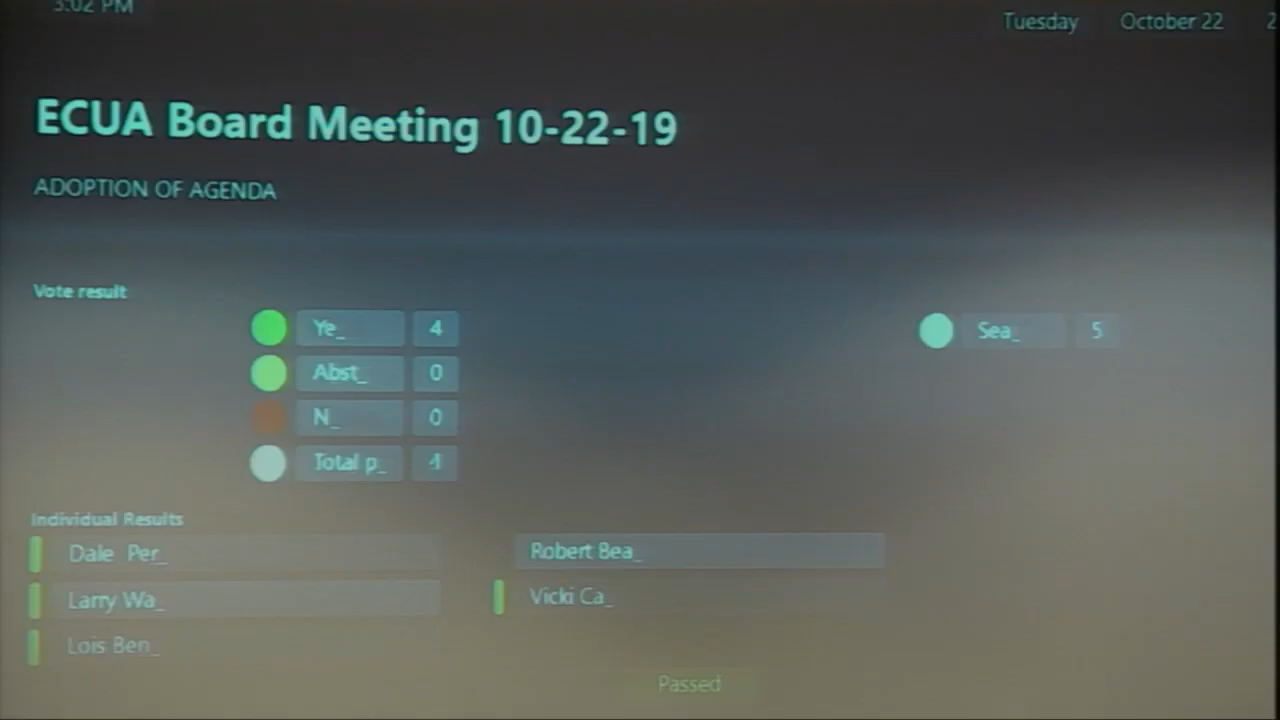 3:02 PM
Tuesday October 22 2
ECUA Board Meeting 10-22-19
ADOPTION OF AGENDA
Vote result
Ye_ 4
Sea_ 5
Abst_ 0
N_ 0
Total p_ 4
Individual Results
Dale Per_
Robert Bea_
Larry Wa_
Vicki Ca_
Lois Ben_
Passed